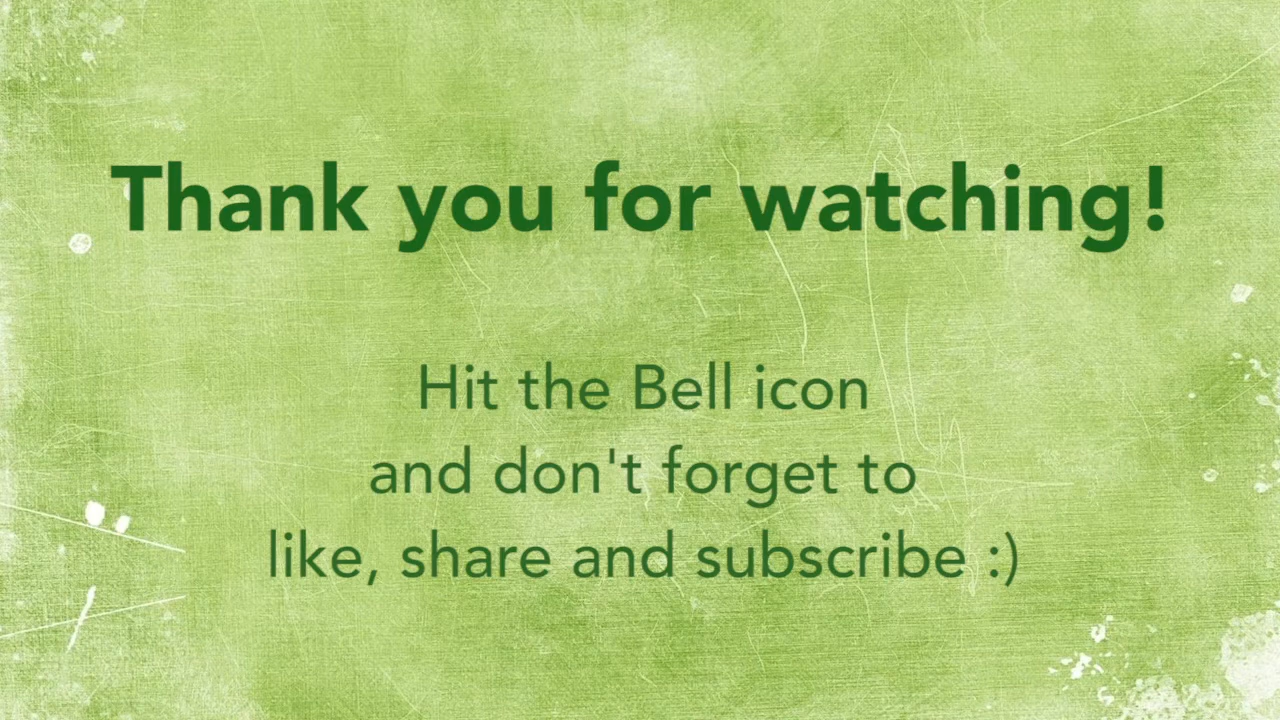 Thank you for watching!
Hit the Bell icon
and don't forget to
like, share and subscribe :)